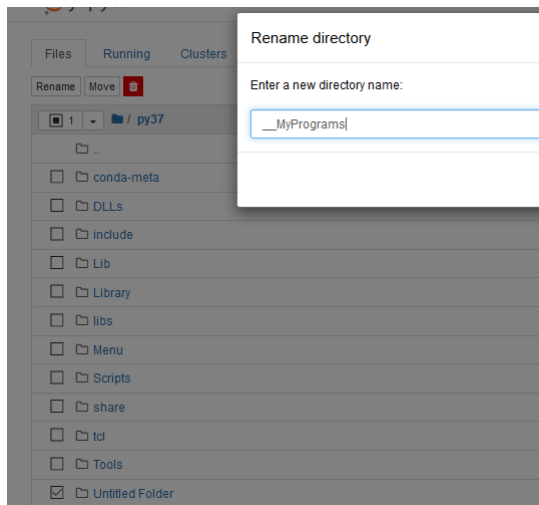 Rename directory
Files Running Clusters
Enter a new directory name:
Rename Move
__MyPrograms
1 / py37
..
conda-meta
DLLs
include
Lib
Library
libs
Menu
Scripts
share
tcl
Tools
Untitled Folder